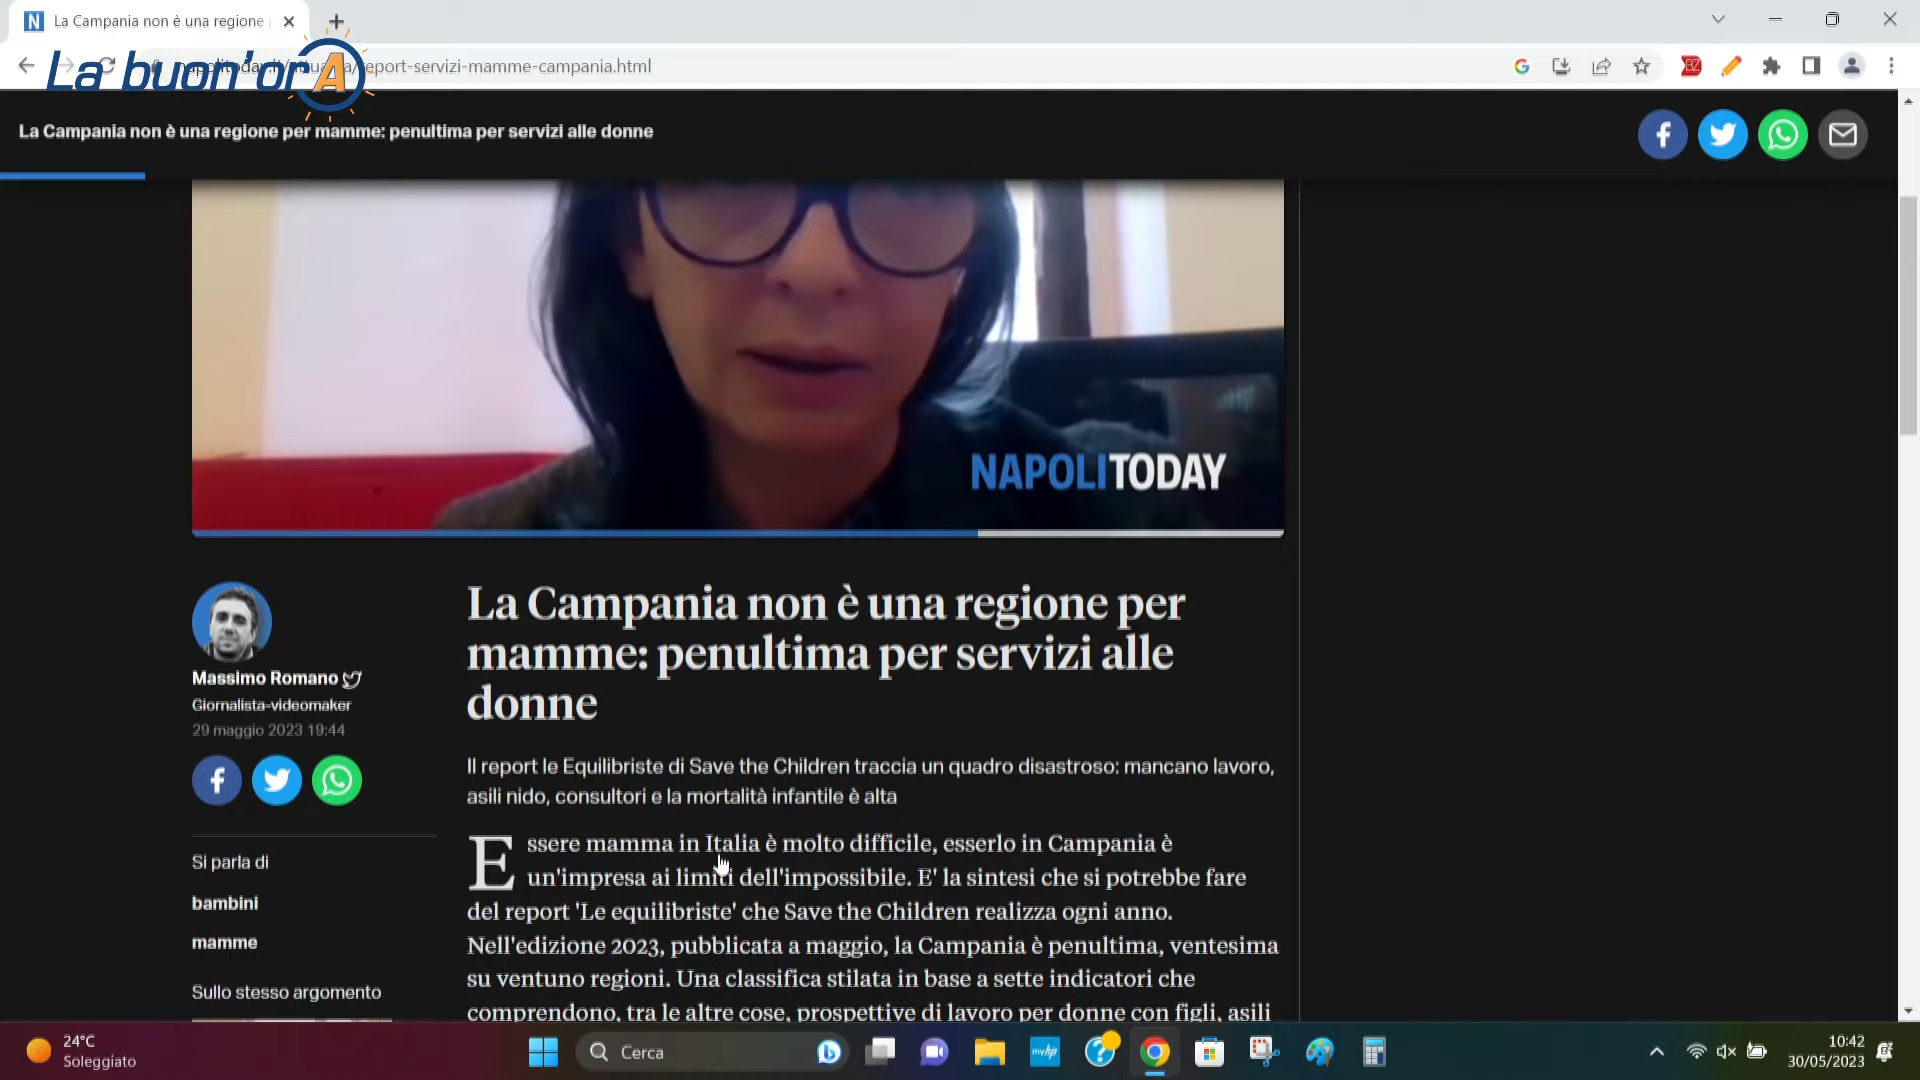 La Campania non è una regione
La buon'orA
report-servizi-mamme-campania.html
La Campania non è una regione per mamme: penultima per servizi alle donne
NAPOLITODAY
La Campania non è una regione per
mamme: penultima per servizi alle
donne
Massimo Romano
Giornalista-videomaker
29 maggio 2023 19:44
Il report le Equilibriste di Save the Children traccia un quadro disastroso: mancano lavoro,
asili nido, consultori e la mortalità infantile è alta
Essere mamma in Italia è molto difficile, esserlo in Campania è
un'impresa ai limiti dell'impossibile. E' la sintesi che si potrebbe fare
del report 'Le equilibriste' che Save the Children realizza ogni anno.
Nell'edizione 2023, pubblicata a maggio, la Campania è penultima, ventesima
su ventuno regioni. Una classifica stilata in base a sette indicatori che
comprendono, tra le altre cose, prospettive di lavoro per donne con figli, asili
Si parla di
bambini
mamme
Sullo stesso argomento
24°C
Soleggiato
Cerca
myhp
10:42
30/05/2023